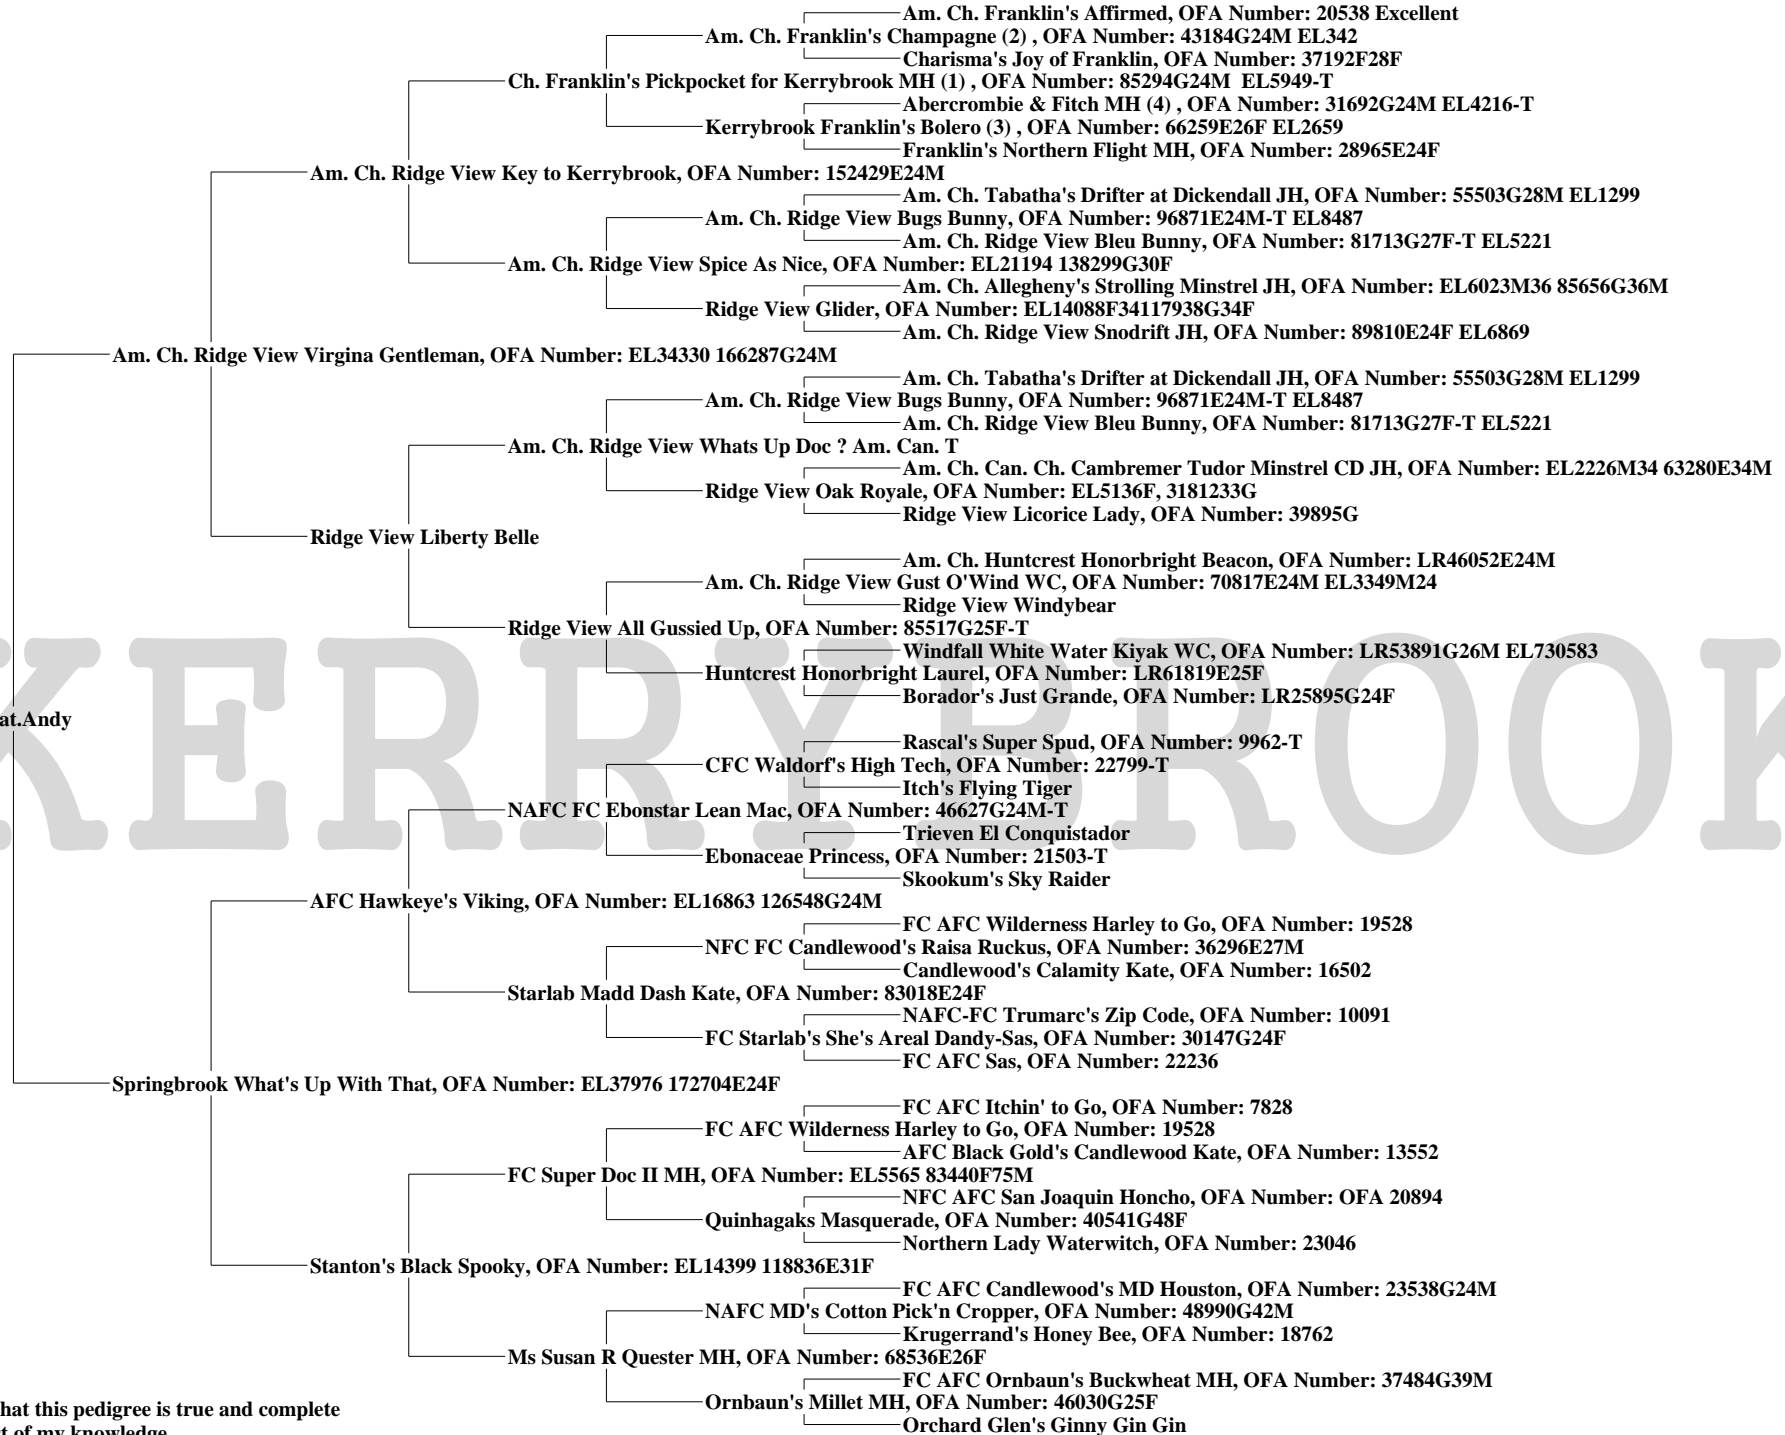 Am. Ch. Franklin's Affirmed, OFA Number: 20538 Excellent
Am. Ch. Franklin's Champagne (2) , OFA Number: 43184G24M EL342
Charisma's Joy of Franklin, OFA Number: 37192F28F
Ch. Franklin's Pickpocket for Kerrybrook MH (1) , OFA Number: 85294G24M  EL5949-T
Abercrombie & Fitch MH (4) , OFA Number: 31692G24M EL4216-T
Kerrybrook Franklin's Bolero (3) , OFA Number: 66259E26F EL2659
Franklin's Northern Flight MH, OFA Number: 28965E24F
Am. Ch. Ridge View Key to Kerrybrook, OFA Number: 152429E24M
Am. Ch. Tabatha's Drifter at Dickendall JH, OFA Number: 55503G28M EL1299
Am. Ch. Ridge View Bugs Bunny, OFA Number: 96871E24M-T EL8487
Am. Ch. Ridge View Bleu Bunny, OFA Number: 81713G27F-T EL5221
Am. Ch. Ridge View Spice As Nice, OFA Number: EL21194 138299G30F
Am. Ch. Allegheny's Strolling Minstrel JH, OFA Number: EL6023M36 85656G36M
Ridge View Glider, OFA Number: EL14088F34117938G34F
Am. Ch. Ridge View Snodrift JH, OFA Number: 89810E24F EL6869
Am. Ch. Ridge View Virgina Gentleman, OFA Number: EL34330 166287G24M
Am. Ch. Tabatha's Drifter at Dickendall JH, OFA Number: 55503G28M EL1299
Am. Ch. Ridge View Bugs Bunny, OFA Number: 96871E24M-T EL8487
Am. Ch. Ridge View Bleu Bunny, OFA Number: 81713G27F-T EL5221
Am. Ch. Ridge View Whats Up Doc ? Am. Can. T
Am. Ch. Can. Ch. Cambremer Tudor Minstrel CD JH, OFA Number: EL2226M34 63280E34M
Ridge View Oak Royale, OFA Number: EL5136F, 3181233G
Ridge View Licorice Lady, OFA Number: 39895G
Ridge View Liberty Belle
Am. Ch. Huntcrest Honorbright Beacon, OFA Number: LR46052E24M
Am. Ch. Ridge View Gust O'Wind WC, OFA Number: 70817E24M EL3349M24
Ridge View Windybear
Ridge View All Gussied Up, OFA Number: 85517G25F-T
Windfall White Water Kiyak WC, OFA Number: LR53891G26M EL730583
Huntcrest Honorbright Laurel, OFA Number: LR61819E25F
Borador's Just Grande, OFA Number: LR25895G24F
at.Andy
KERRYBROOK
Rascal's Super Spud, OFA Number: 9962-T
CFC Waldorf's High Tech, OFA Number: 22799-T
Itch's Flying Tiger
NAFC FC Ebonstar Lean Mac, OFA Number: 46627G24M-T
Trieven El Conquistador
Ebonaceae Princess, OFA Number: 21503-T
Skookum's Sky Raider
AFC Hawkeye's Viking, OFA Number: EL16863 126548G24M
FC AFC Wilderness Harley to Go, OFA Number: 19528
NFC FC Candlewood's Raisa Ruckus, OFA Number: 36296E27M
Candlewood's Calamity Kate, OFA Number: 16502
Starlab Madd Dash Kate, OFA Number: 83018E24F
NAFC-FC Trumarc's Zip Code, OFA Number: 10091
FC Starlab's She's Areal Dandy-Sas, OFA Number: 30147G24F
FC AFC Sas, OFA Number: 22236
Springbrook What's Up With That, OFA Number: EL37976 172704E24F
FC AFC Itchin' to Go, OFA Number: 7828
FC AFC Wilderness Harley to Go, OFA Number: 19528
AFC Black Gold's Candlewood Kate, OFA Number: 13552
FC Super Doc II MH, OFA Number: EL5565 83440F75M
NFC AFC San Joaquin Honcho, OFA Number: OFA 20894
Quinhagaks Masquerade, OFA Number: 40541G48F
Northern Lady Waterwitch, OFA Number: 23046
Stanton's Black Spooky, OFA Number: EL14399 118836E31F
FC AFC Candlewood's MD Houston, OFA Number: 23538G24M
NAFC MD's Cotton Pick'n Cropper, OFA Number: 48990G42M
Krugerrand's Honey Bee, OFA Number: 18762
Ms Susan R Quester MH, OFA Number: 68536E26F
FC AFC Ornbaun's Buckwheat MH, OFA Number: 37484G39M
Ornbaun's Millet MH, OFA Number: 46030G25F
Orchard Glen's Ginny Gin Gin
hat this pedigree is true and complete
t of my knowledge